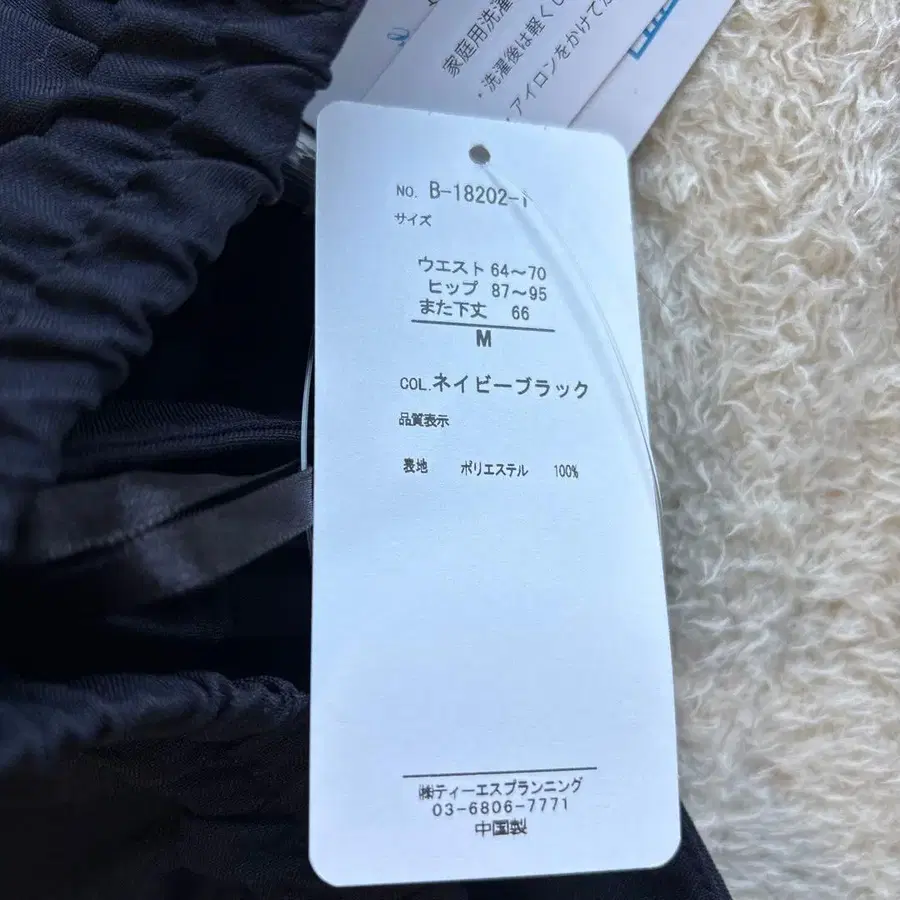 家庭用洗濯
・洗濯後は軽くし
・アイロンをかけてだ
NO. B-18202-1
サイズ
ウエスト 64～70
ヒップ 87～95
また下丈 66
M
COL.ネイビーブラック
品質表示
表地 ポリエステル 100%
㈱ティーエスプランニング
03-6806-7771
中国製